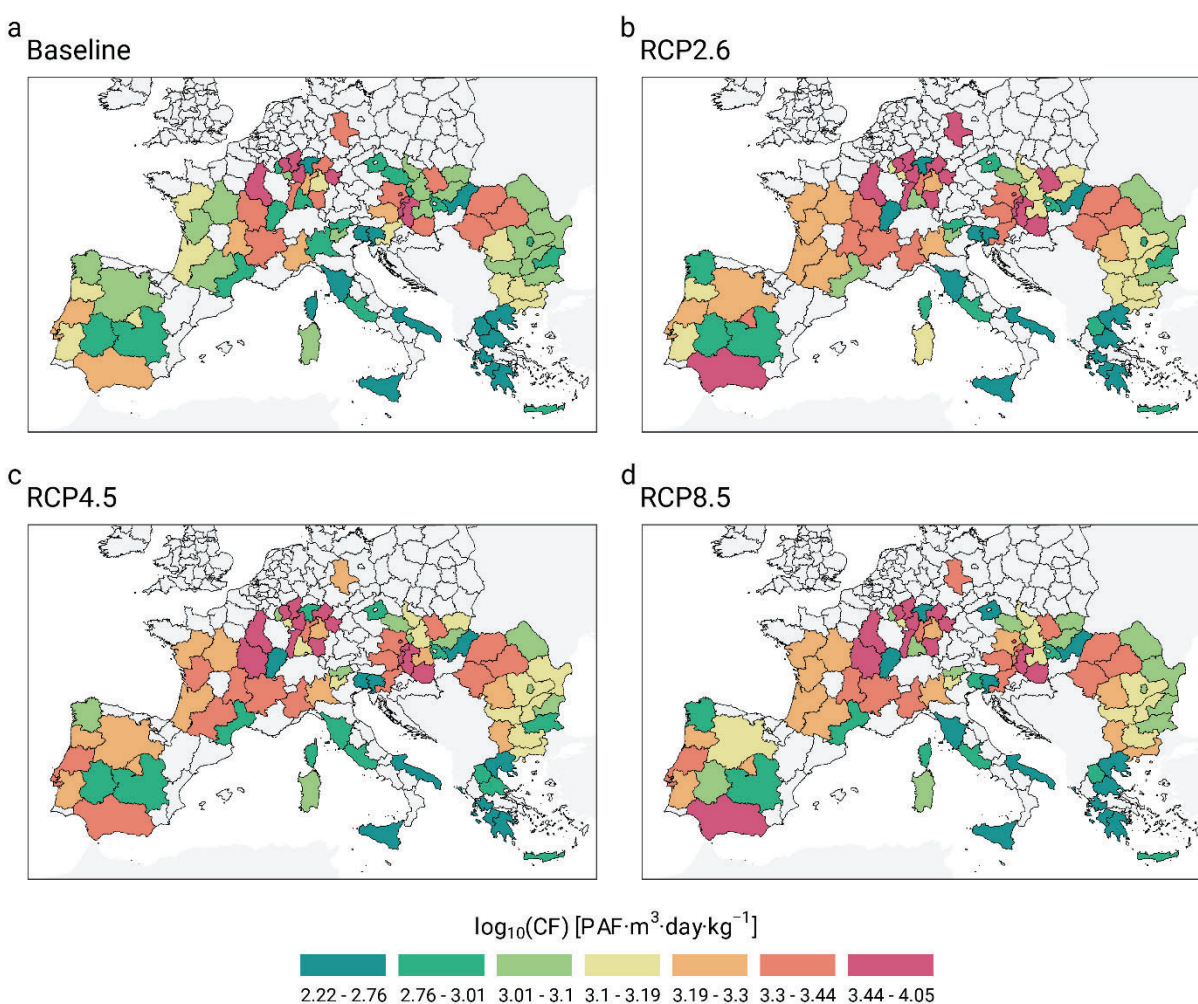 a
Baseline
b
RCP2.6
c
RCP4.5
d
RCP8.5
log₁₀(CF) [PAF·m³·day·kg⁻¹]
2.22 - 2.76 2.76 - 3.01 3.01 - 3.1 3.1 - 3.19 3.19 - 3.3 3.3 - 3.44 3.44 - 4.05